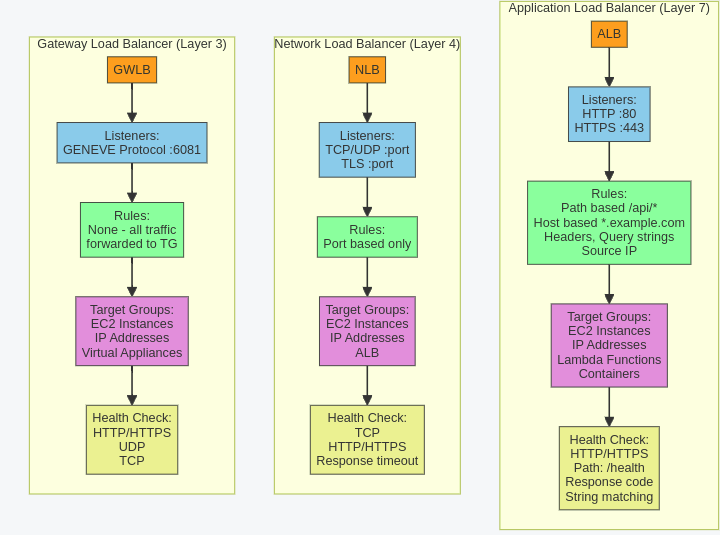 Gateway Load Balancer (Layer 3)
GWLB
Listeners:
GENEVE Protocol :6081
Rules:
None - all traffic
forwarded to TG
Target Groups:
EC2 Instances
IP Addresses
Virtual Appliances
Health Check:
HTTP/HTTPS
UDP
TCP
Network Load Balancer (Layer 4)
NLB
Listeners:
TCP/UDP :port
TLS :port
Rules:
Port based only
Target Groups:
EC2 Instances
IP Addresses
ALB
Health Check:
TCP
HTTP/HTTPS
Response timeout
Application Load Balancer (Layer 7)
ALB
Listeners:
HTTP :80
HTTPS :443
Rules:
Path based /api/*
Host based *.example.com
Headers, Query strings
Source IP
Target Groups:
EC2 Instances
IP Addresses
Lambda Functions
Containers
Health Check:
HTTP/HTTPS
Path: /health
Response code
String matching